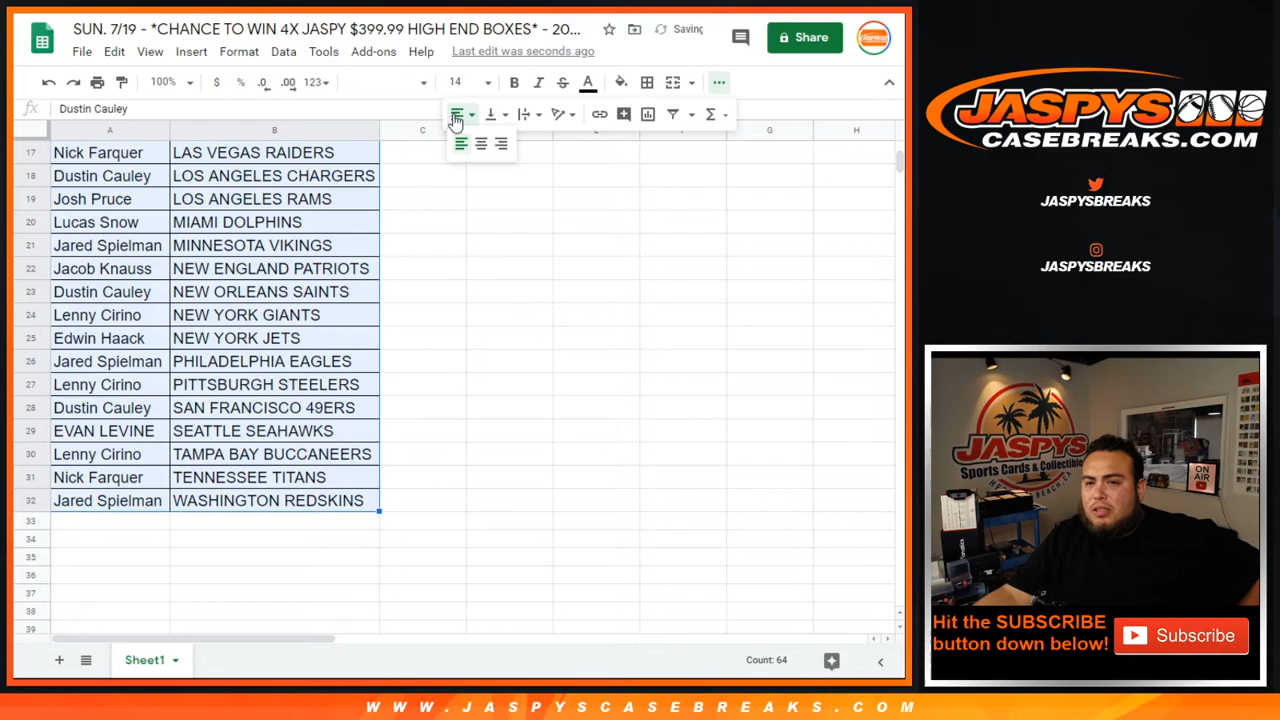 SUN. 7/19 - *CHANCE TO WIN 4X JASPY $399.99 HIGH END BOXES* - 20...
Saving
Share
File Edit View Insert Format Data Tools Add-ons Help Last edit was seconds ago
100% $ % .0 .00 123 14 B I S A
fx Dustin Cauley
A B C G H
17 Nick Farquer LAS VEGAS RAIDERS
18 Dustin Cauley LOS ANGELES CHARGERS
19 Josh Pruce LOS ANGELES RAMS
20 Lucas Snow MIAMI DOLPHINS
21 Jared Spielman MINNESOTA VIKINGS
22 Jacob Knauss NEW ENGLAND PATRIOTS
23 Dustin Cauley NEW ORLEANS SAINTS
24 Lenny Cirino NEW YORK GIANTS
25 Edwin Haack NEW YORK JETS
26 Jared Spielman PHILADELPHIA EAGLES
27 Lenny Cirino PITTSBURGH STEELERS
28 Dustin Cauley SAN FRANCISCO 49ERS
29 EVAN LEVINE SEATTLE SEAHAWKS
30 Lenny Cirino TAMPA BAY BUCCANEERS
31 Nick Farquer TENNESSEE TITANS
32 Jared Spielman WASHINGTON REDSKINS
33
34
35
36
37
38
39
Sheet1
Count: 64
JASPYS
CASEBREAKS.COM
JASPYSBREAKS
JASPYSBREAKS
JASPYS
Sports Cards & Collectibles
ON AIR
Hit the SUBSCRIBE
button down below!
Subscribe
WWW.JASPYSCASEBREAKS.COM